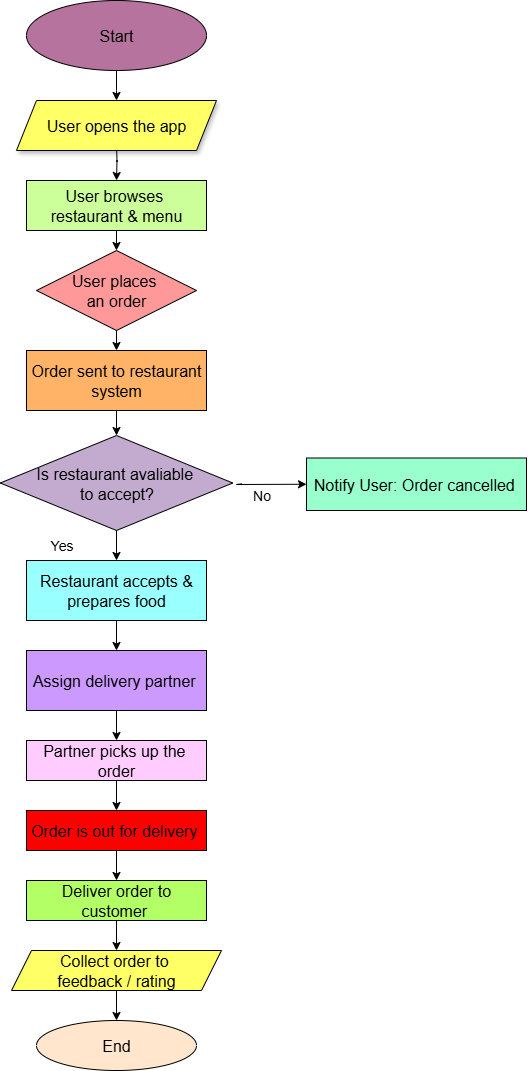 Start
User opens the app
User browses
restaurant & menu
User places
an order
Order sent to restaurant
system
Is restaurant avaliable
to accept?
No
Notify User: Order cancelled
Yes
Restaurant accepts &
prepares food
Assign delivery partner
Partner picks up the
order
Order is out for delivery
Deliver order to
customer
Collect order to
feedback / rating
End